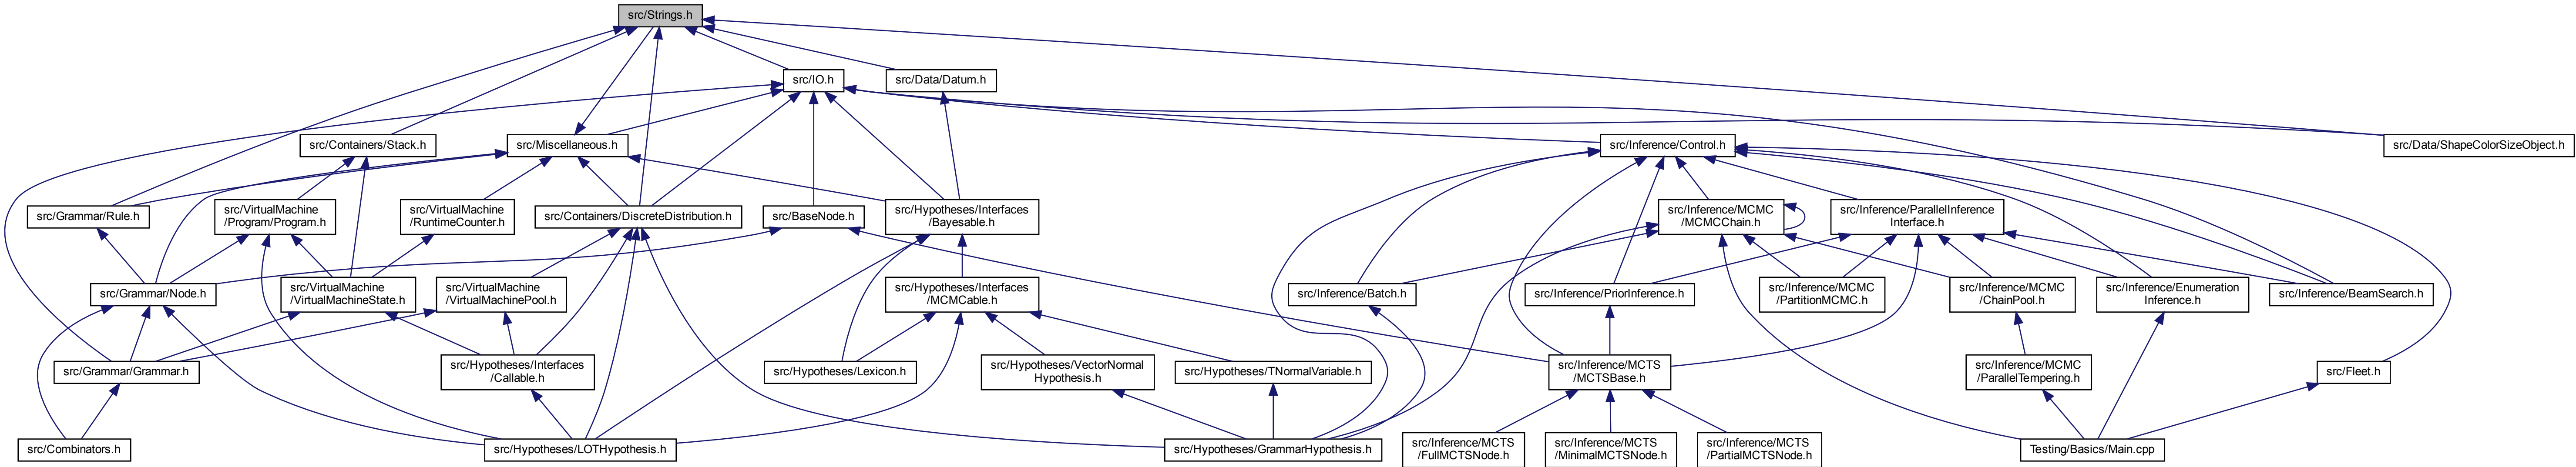 src/Strings.h
src/IO.h
src/Data/Datum.h
src/Containers/Stack.h
src/Miscellaneous.h
src/Inference/Control.h
src/Data/ShapeColorSizeObject.h
src/Grammar/Rule.h
src/VirtualMachine
/Program/Program.h
src/VirtualMachine
/RuntimeCounter.h
src/Containers/DiscreteDistribution.h
src/BaseNode.h
src/Hypotheses/Interfaces
/Bayesable.h
src/Inference/MCMC
/MCMCChain.h
src/Inference/ParallelInference
Interface.h
src/Grammar/Node.h
src/VirtualMachine
/VirtualMachineState.h
src/VirtualMachine
/VirtualMachinePool.h
src/Hypotheses/Interfaces
/MCMCable.h
src/Inference/Batch.h
src/Inference/PriorInference.h
src/Inference/MCMC
/PartitionMCMC.h
src/Inference/MCMC
/ChainPool.h
src/Inference/Enumeration
Inference.h
src/Inference/BeamSearch.h
src/Grammar/Grammar.h
src/Hypotheses/Interfaces
/Callable.h
src/Hypotheses/Lexicon.h
src/Hypotheses/VectorNormal
Hypothesis.h
src/Hypotheses/TNormalVariable.h
src/Inference/MCTS
/MCTSBase.h
src/Inference/MCMC
/ParallelTempering.h
src/Fleet.h
src/Combinators.h
src/Hypotheses/LOTHypothesis.h
src/Hypotheses/GrammarHypothesis.h
src/Inference/MCTS
/FullMCTSNode.h
src/Inference/MCTS
/MinimalMCTSNode.h
src/Inference/MCTS
/PartialMCTSNode.h
Testing/Basics/Main.cpp